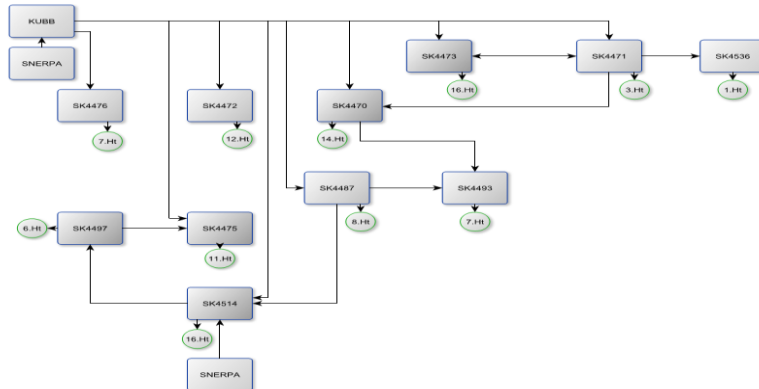 KUBB
SNERPA
SK4473
SK4471
SK4536
16.Ht
3.Ht
1.Ht
SK4476
SK4472
SK4470
7.Ht
12.Ht
14.Ht
SK4487
SK4493
8.Ht
7.Ht
6.Ht
SK4497
SK4475
11.Ht
SK4514
16.Ht
SNERPA